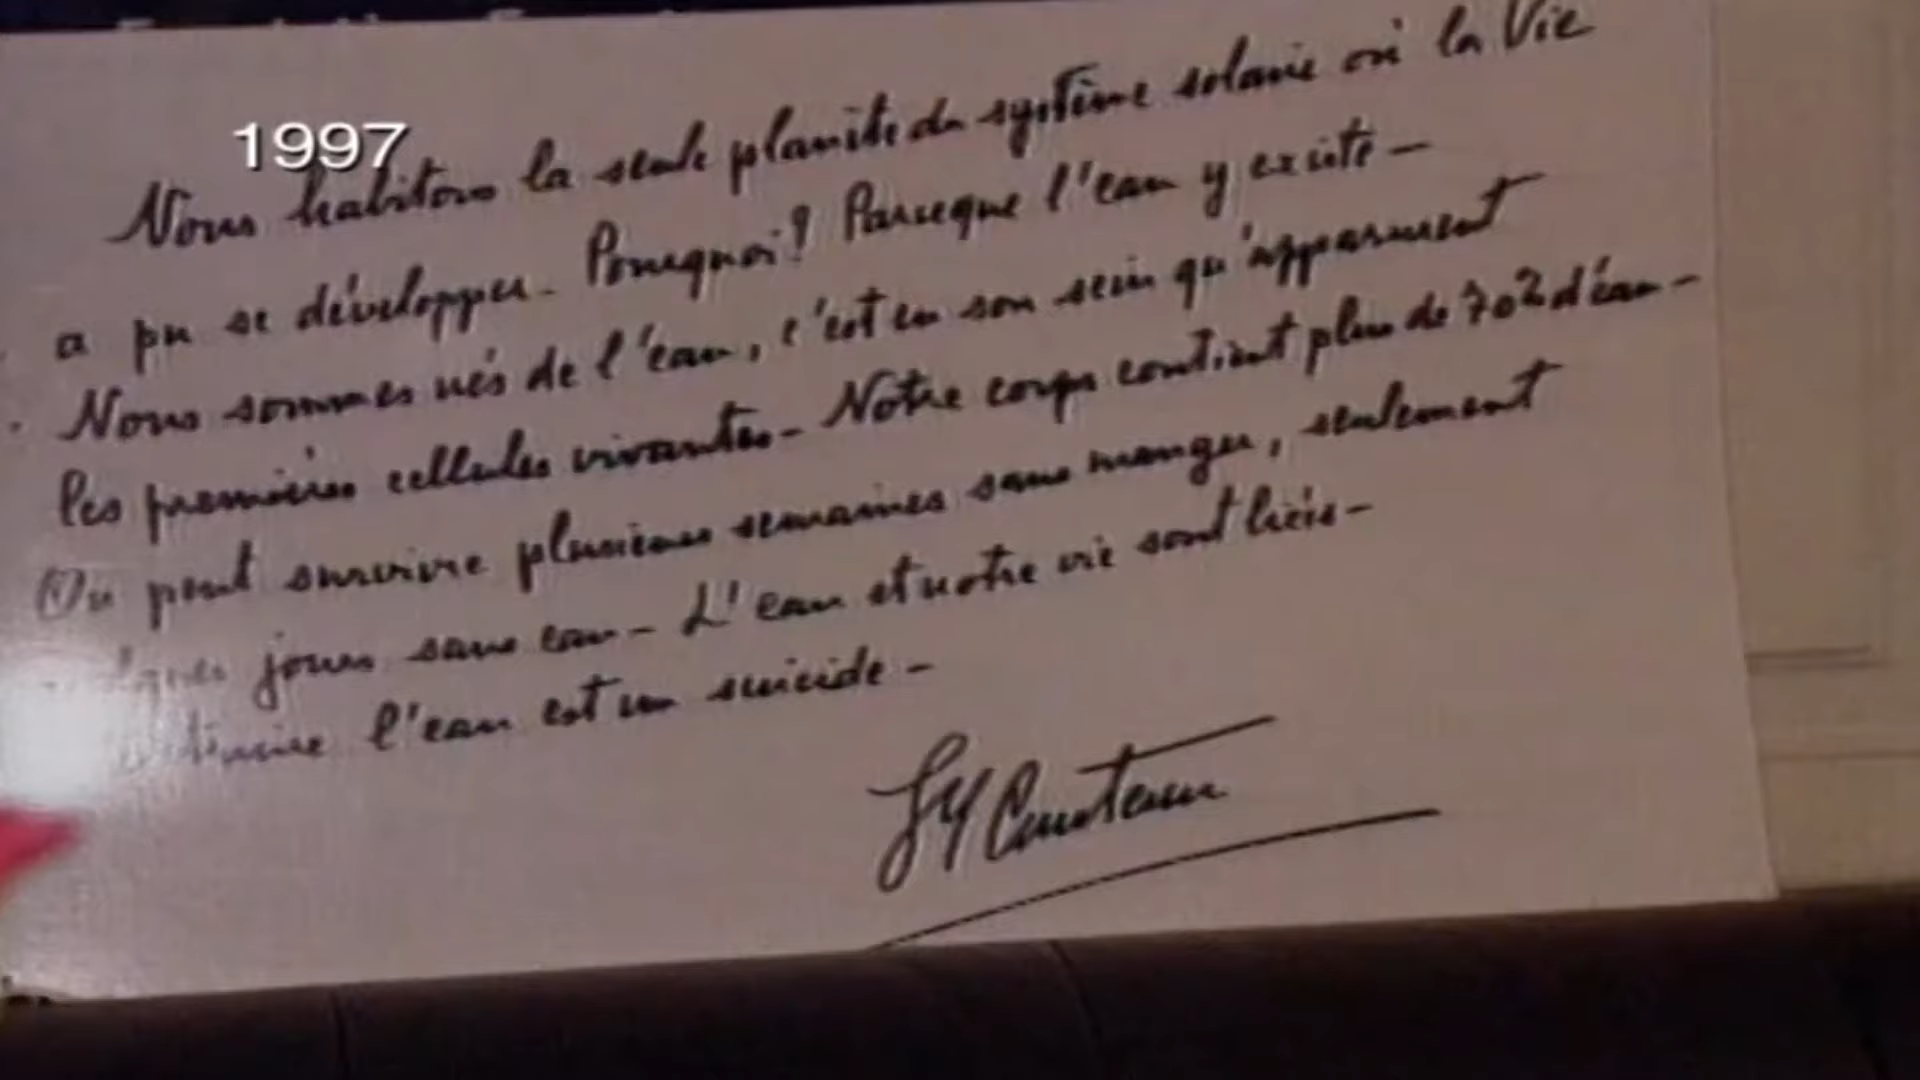 1997
Nous habitons la seule planète du système solaire où la Vie
a pu se développer - Pourquoi? Parceque l'eau y existe -
Nous sommes nés de l'eau, c'est en son sein qu'apparurent
les premières cellules vivantes - Notre corps contient plus de 70% d'eau -
On peut survivre plusieurs semaines sans manger, seulement
jours sans eau - L'eau et notre vie sont liées -
l'eau est un suicide -
JY Cousteau